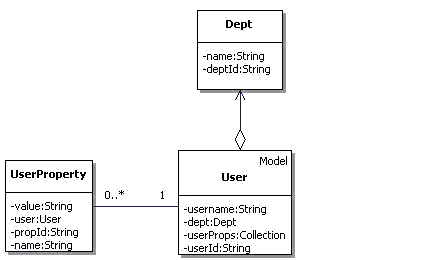 Dept
-name:String
-deptId:String
Model
User
-username:String
-dept:Dept
-userProps:Collection
-userId:String
UserProperty
-value:String
-user:User
-propId:String
-name:String
0..*
1